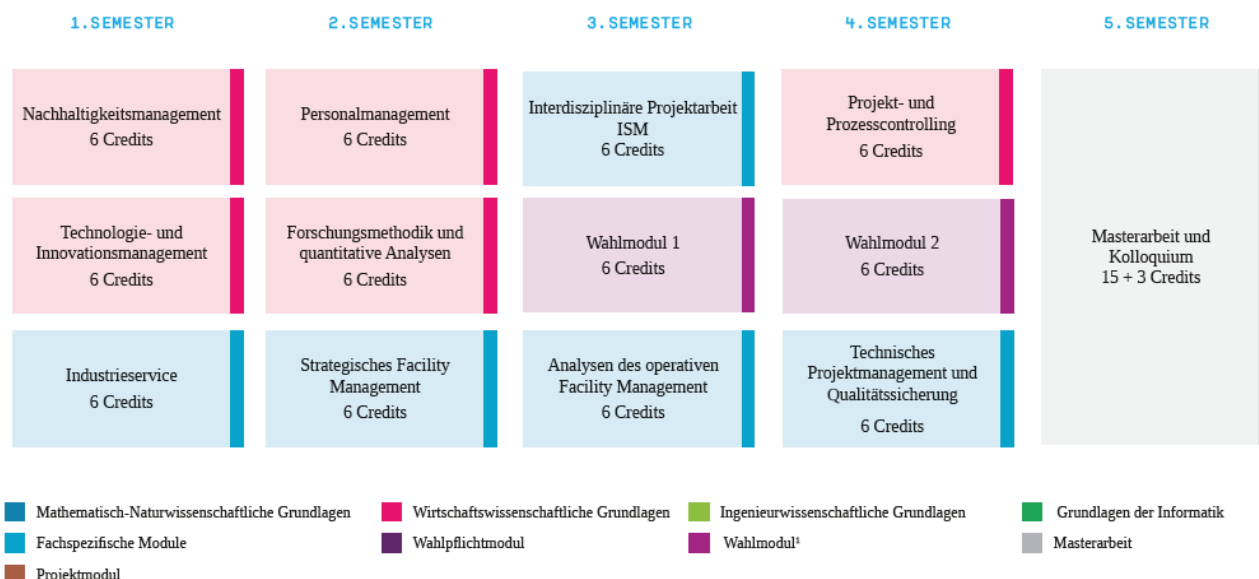 1.SEMESTER
2.SEMESTER
3.SEMESTER
4.SEMESTER
5.SEMESTER
Nachhaltigkeitsmanagement
6 Credits
Personalmanagement
6 Credits
Interdisziplinäre Projektarbeit
ISM
6 Credits
Projekt- und
Prozesscontrolling
6 Credits
Technologie- und
Innovationsmanagement
6 Credits
Forschungsmethodik und
quantitative Analysen
6 Credits
Wahlmodul 1
6 Credits
Wahlmodul 2
6 Credits
Masterarbeit und
Kolloquium
15 + 3 Credits
Industrieservice
6 Credits
Strategisches Facility
Management
6 Credits
Analysen des operativen
Facility Management
6 Credits
Technisches
Projektmanagement und
Qualitätssicherung
6 Credits
Mathematisch-Naturwissenschaftliche Grundlagen
Wirtschaftswissenschaftliche Grundlagen
Ingenieurwissenschaftliche Grundlagen
Grundlagen der Informatik
Fachspezifische Module
Wahlpflichtmodul
Wahlmodul¹
Masterarbeit
Projektmodul